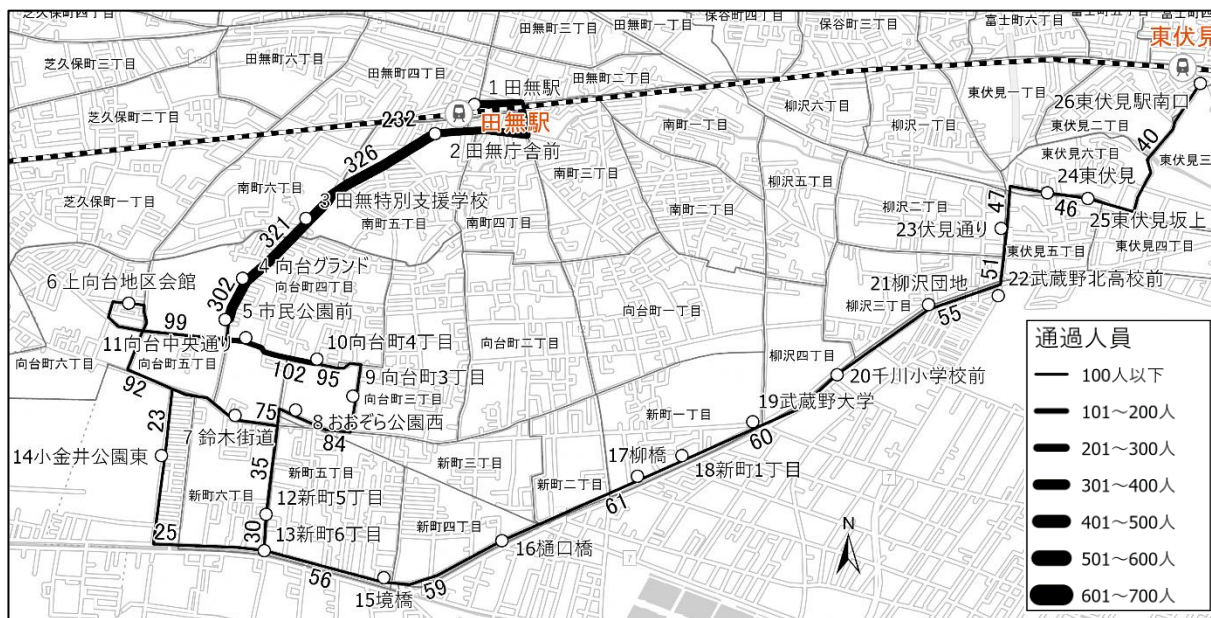 芝久保町四丁目
芝久保町三丁目
芝久保町二丁目
芝久保町一丁目
田無町六丁目
田無町四丁目
田無町三丁目
田無町一丁目
田無町二丁目
保谷町四丁目
保谷町三丁目
富士町六丁目
富士町五丁目
富士町四
東伏見
1 田無駅
田無駅
232
2 田無庁舎前
326
南町六丁目
3 田無特別支援学校
南町五丁目
南町四丁目
南町三丁目
南町一丁目
南町二丁目
柳沢六丁目
柳沢一丁目
柳沢五丁目
柳沢二丁目
東伏見一丁目
26東伏見駅南口
東伏見二丁目
40
東伏見三
東伏見六丁目
24東伏見
46
25東伏見坂上
47
23伏見通り
東伏見五丁目
東伏見四丁目
51
22武蔵野北高校前
321
4 向台グランド
向台町四丁目
302
5 市民公園前
6 上向台地区会館
99
11向台中央通り
向台町六丁目
向台町五丁目
92
10向台町4丁目
102
95
9 向台町3丁目
向台町三丁目
向台町二丁目
向台町一丁目
75
8 おおぞら公園西
84
7 鈴木街道
23
14小金井公園東
35
25
30
12新町5丁目
13新町6丁目
新町六丁目
新町五丁目
新町三丁目
新町四丁目
新町二丁目
新町一丁目
56
15境橋
59
16樋口橋
61
17柳橋
18新町1丁目
60
19武蔵野大学
柳沢四丁目
20千川小学校前
柳沢三丁目
21柳沢団地
55
N
7
7
通過人員
100人以下
101～200人
201～300人
301～400人
401～500人
501～600人
601～700人